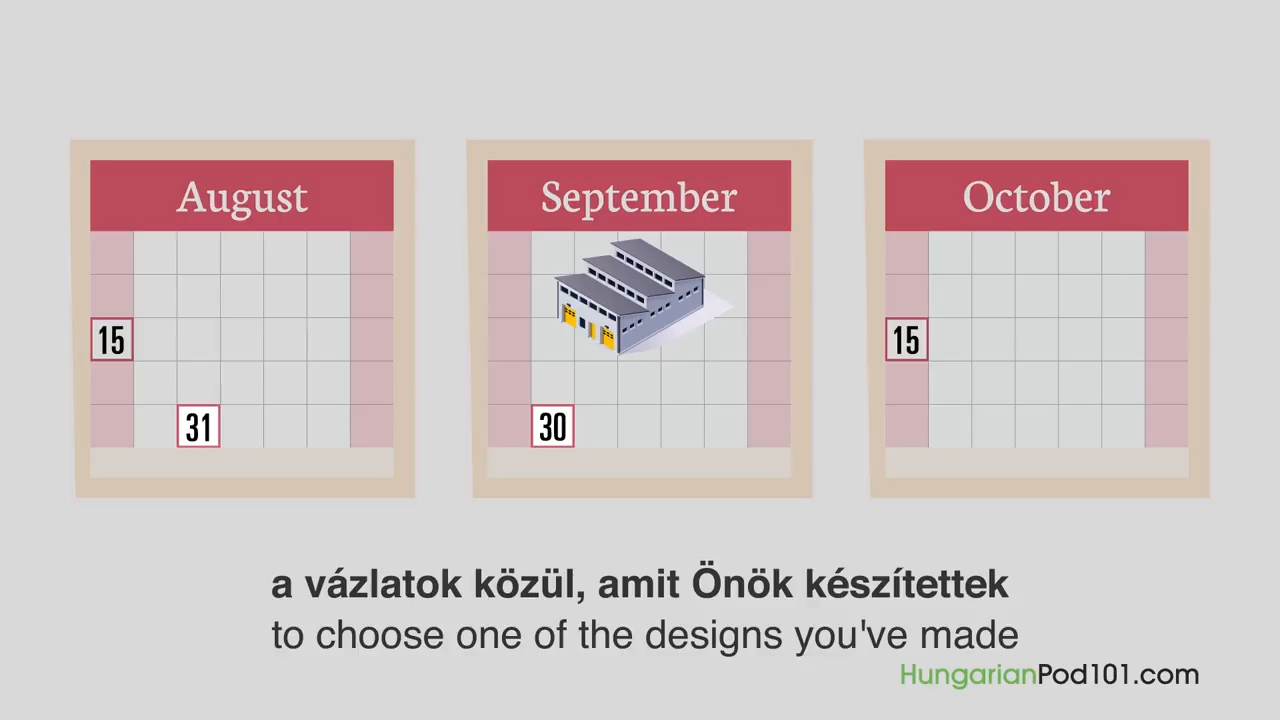 August
September
October
15
15
31
30
a vázlatok közül, amit Önök készítettek
to choose one of the designs you've made
HungarianPod101.com